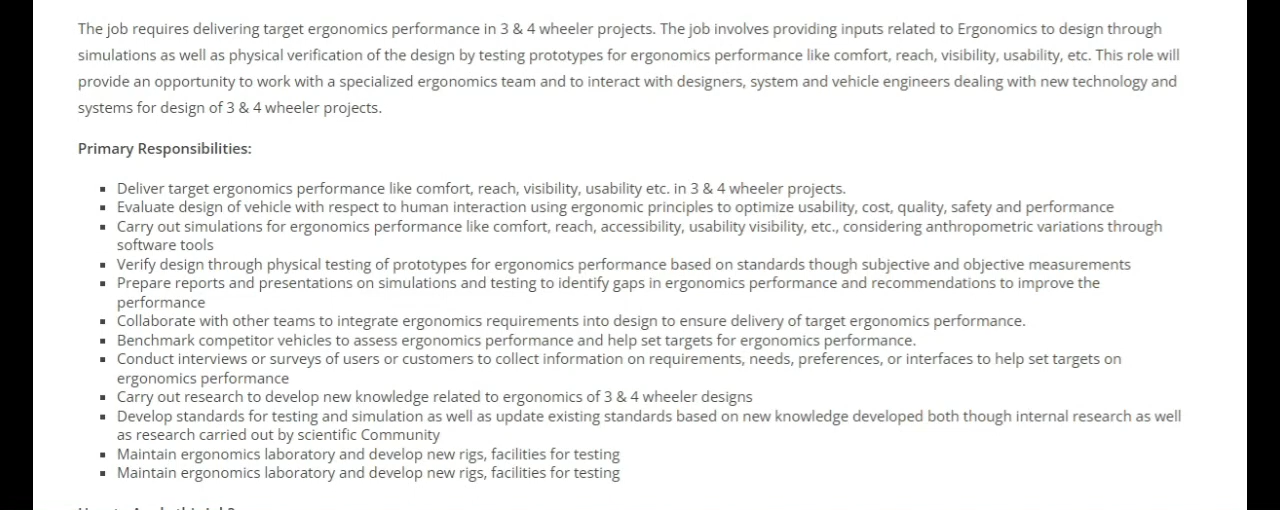 The job requires delivering target ergonomics performance in 3 & 4 wheeler projects. The job involves providing inputs related to Ergonomics to design through
simulations as well as physical verification of the design by testing prototypes for ergonomics performance like comfort, reach, visibility, usability, etc. This role will
provide an opportunity to work with a specialized ergonomics team and to interact with designers, system and vehicle engineers dealing with new technology and
systems for design of 3 & 4 wheeler projects.
Primary Responsibilities:
▪ Deliver target ergonomics performance like comfort, reach, visibility, usability etc. in 3 & 4 wheeler projects.
▪ Evaluate design of vehicle with respect to human interaction using ergonomic principles to optimize usability, cost, quality, safety and performance
▪ Carry out simulations for ergonomics performance like comfort, reach, accessibility, usability visibility, etc., considering anthropometric variations through
software tools
▪ Verify design through physical testing of prototypes for ergonomics performance based on standards though subjective and objective measurements
▪ Prepare reports and presentations on simulations and testing to identify gaps in ergonomics performance and recommendations to improve the
performance
▪ Collaborate with other teams to integrate ergonomics requirements into design to ensure delivery of target ergonomics performance.
▪ Benchmark competitor vehicles to assess ergonomics performance and help set targets for ergonomics performance.
▪ Conduct interviews or surveys of users or customers to collect information on requirements, needs, preferences, or interfaces to help set targets on
ergonomics performance
▪ Carry out research to develop new knowledge related to ergonomics of 3 & 4 wheeler designs
▪ Develop standards for testing and simulation as well as update existing standards based on new knowledge developed both though internal research as well
as research carried out by scientific Community
▪ Maintain ergonomics laboratory and develop new rigs, facilities for testing
▪ Maintain ergonomics laboratory and develop new rigs, facilities for testing